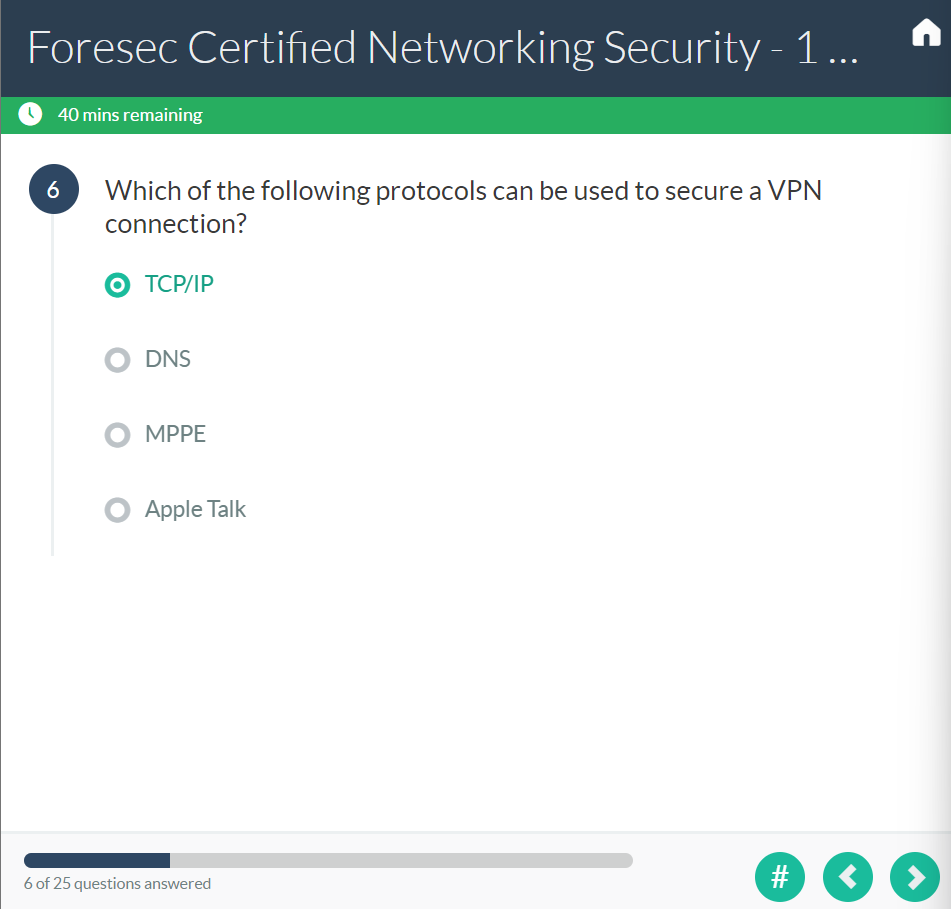 Foresec Certified Networking Security - 1 ...
40 mins remaining
6
Which of the following protocols can be used to secure a VPN
connection?
TCP/IP
DNS
MPPE
Apple Talk
6 of 25 questions answered
#